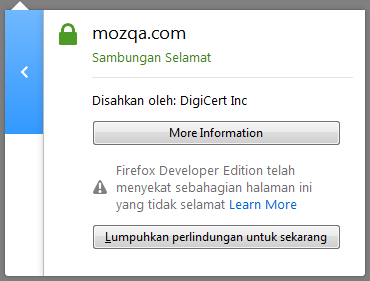 mozqa.com
Sambungan Selamat
Disahkan oleh: DigiCert Inc
More Information
Firefox Developer Edition telah
menyekat sebahagian halaman ini
yang tidak selamat Learn More
Lumpuhkan perlindungan untuk sekarang